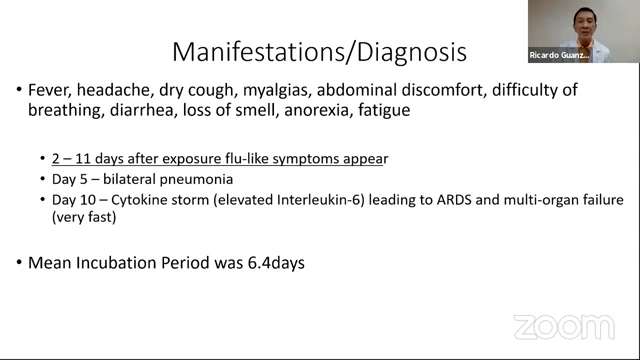 Ricardo Guanz...
Manifestations/Diagnosis
• Fever, headache, dry cough, myalgias, abdominal discomfort, difficulty of
breathing, diarrhea, loss of smell, anorexia, fatigue
• 2 – 11 days after exposure flu-like symptoms appear
• Day 5 – bilateral pneumonia
• Day 10 – Cytokine storm (elevated Interleukin-6) leading to ARDS and multi-organ failure
(very fast)
• Mean Incubation Period was 6.4days
zoom